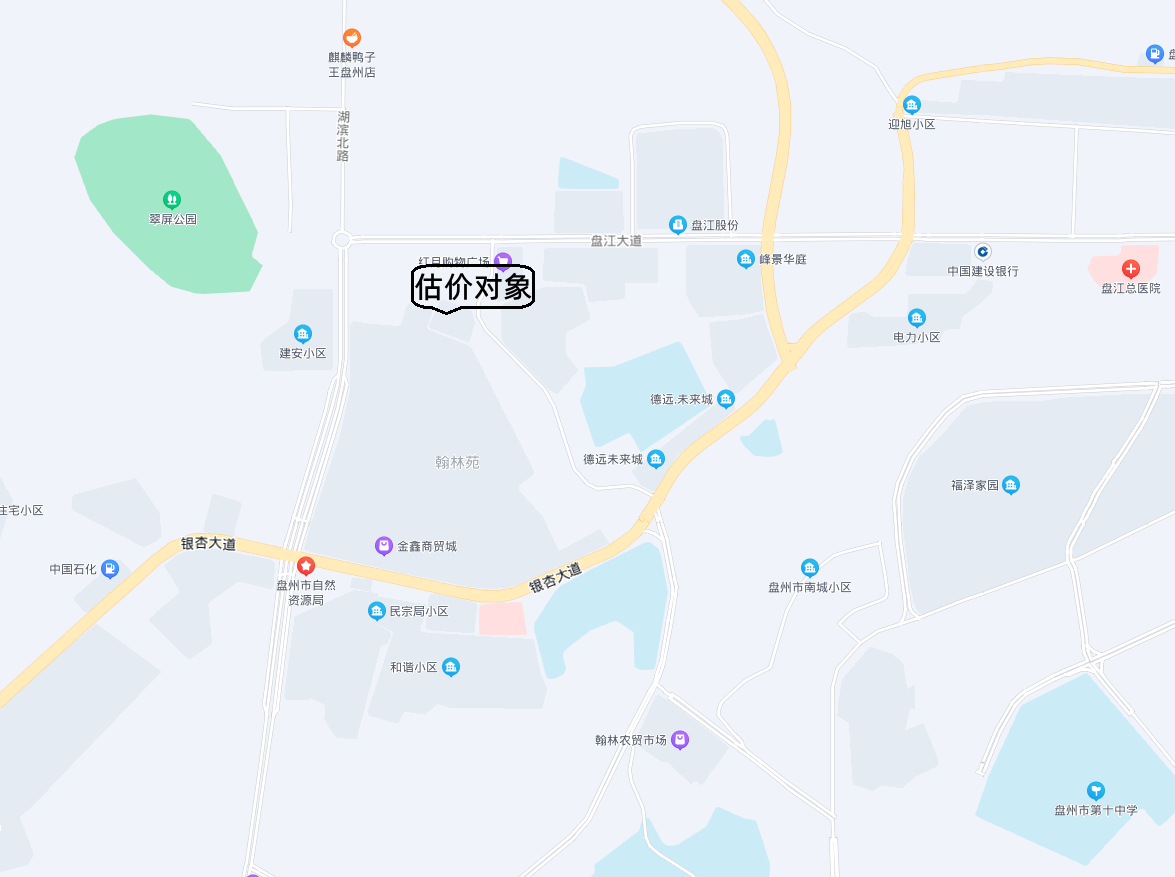 麒麟鸭子
王盘州店
盘
迎旭小区
湖滨北路
翠屏公园
盘江股份
盘江大道
红目购物广场
峰景华庭
中国建设银行
盘江总医院
估价对象
建安小区
电力小区
德远.未来城
翰林苑
德远未来城
福泽家园
主宅小区
银杏大道
金鑫商贸城
中国石化
盘州市自然
资源局
银杏大道
盘州市南城小区
民宗局小区
和谐小区
翰林农贸市场
盘州市第十中学